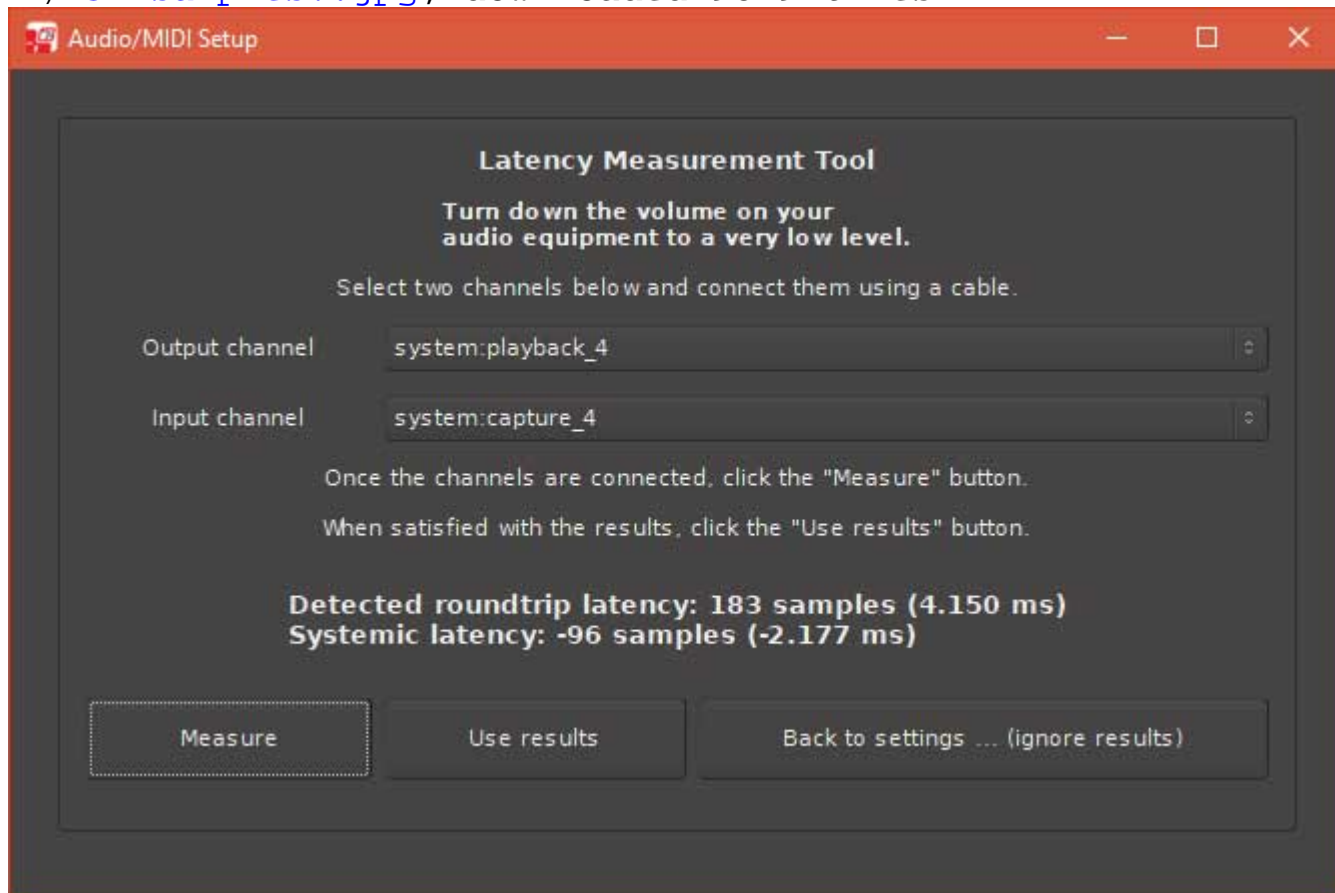 Audio/MIDI Setup
Latency Measurement Tool
Turn down the volume on your
audio equipment to a very low level.
Select two channels below and connect them using a cable.
Output channel system:playback_4
Input channel system:capture_4
Once the channels are connected, click the "Measure" button.
When satisfied with the results, click the "Use results" button.
Detected roundtrip latency: 183 samples (4.150 ms)
Systemic latency: -96 samples (-2.177 ms)
Measure Use results Back to settings ... (ignore results)